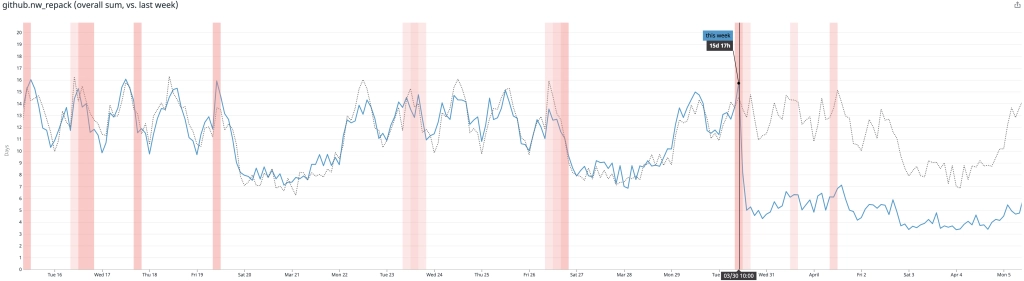 github.nw_repack (overall sum, vs. last week)
this week
15d 17h
20
19
18
17
16
15
14
13
12
11
10
9
8
7
6
5
4
3
2
1
0
Days
Tue 16
Wed 17
Thu 18
Fri 19
Sat 20
Mar 21
Mon 22
Tue 23
Wed 24
Thu 25
Fri 26
Sat 27
Mar 28
Mon 29
03/30 10:00
Wed 31
April
Fri 2
Sat 3
Apr 4
Mon 5